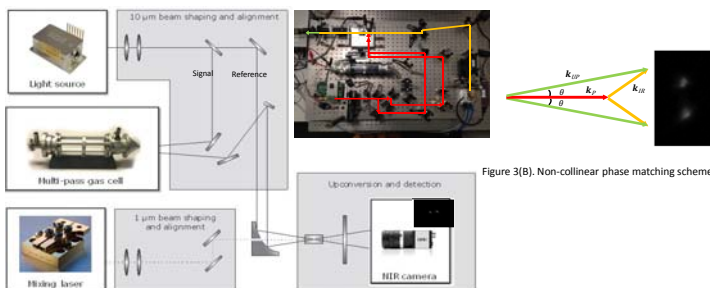 10 µm beam shaping and alignment
Signal
Reference
Light source
Multi-pass gas cell
1 µm beam shaping
and alignment
Mixing laser
Upconversion and detection
NIR camera
k_UP
θ
θ
k_P
k_IR
Figure 3(B). Non-collinear phase matching scheme